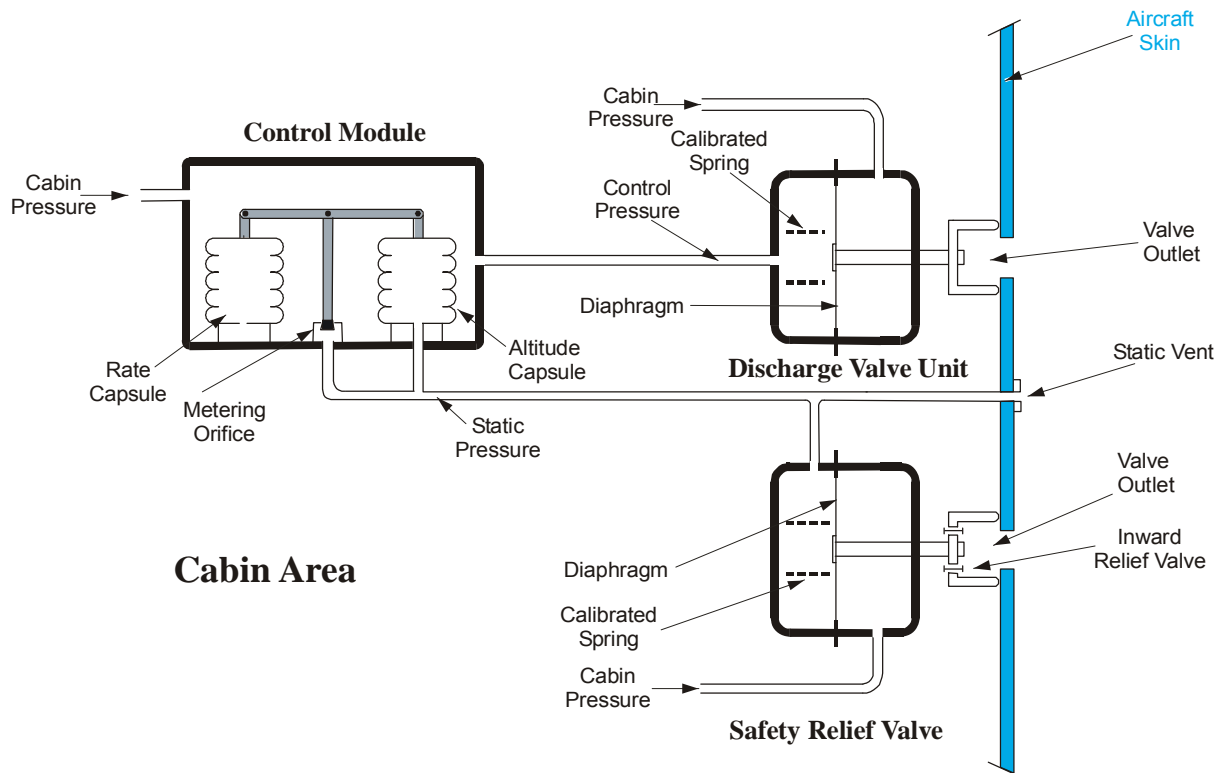 Aircraft
Skin
Cabin
Pressure
Control Module
Calibrated
Spring
Cabin
Pressure
Control
Pressure
Valve
Outlet
Diaphragm
Rate
Capsule
Metering
Orifice
Altitude
Capsule
Discharge Valve Unit
Static Vent
Static
Pressure
Valve
Outlet
Inward
Relief Valve
Cabin Area
Diaphragm
Calibrated
Spring
Cabin
Pressure
Safety Relief Valve